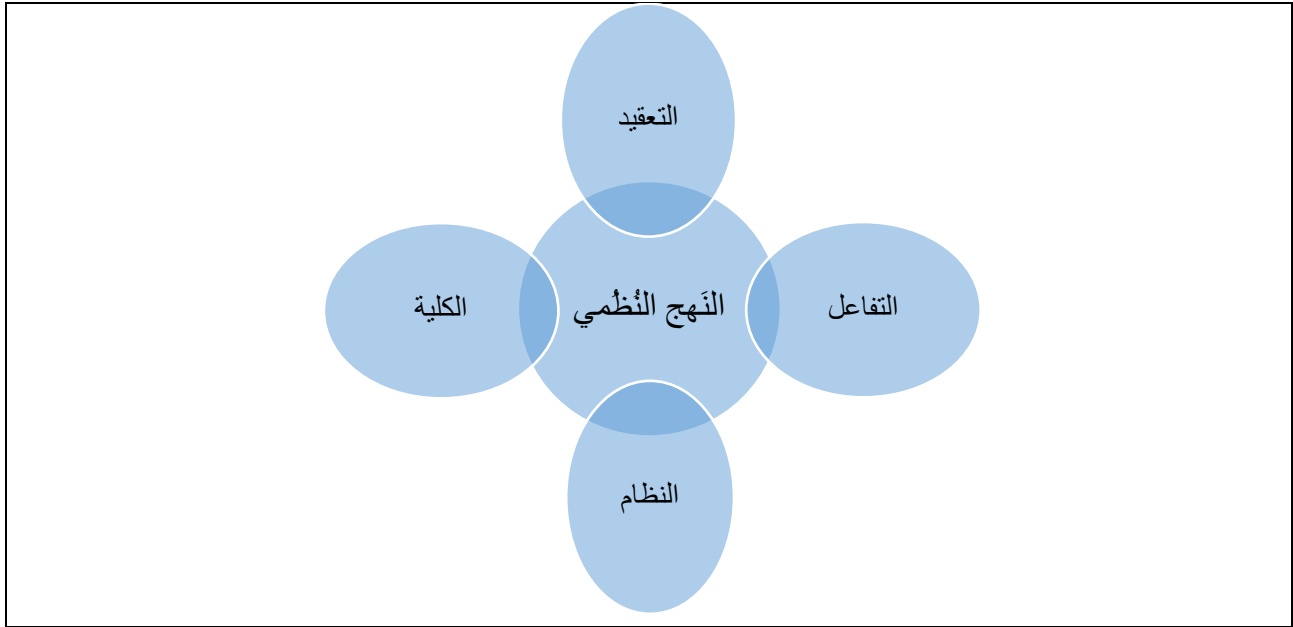 التعقيد
التفاعل
النَهج النُظُمي
الكلية
النظام